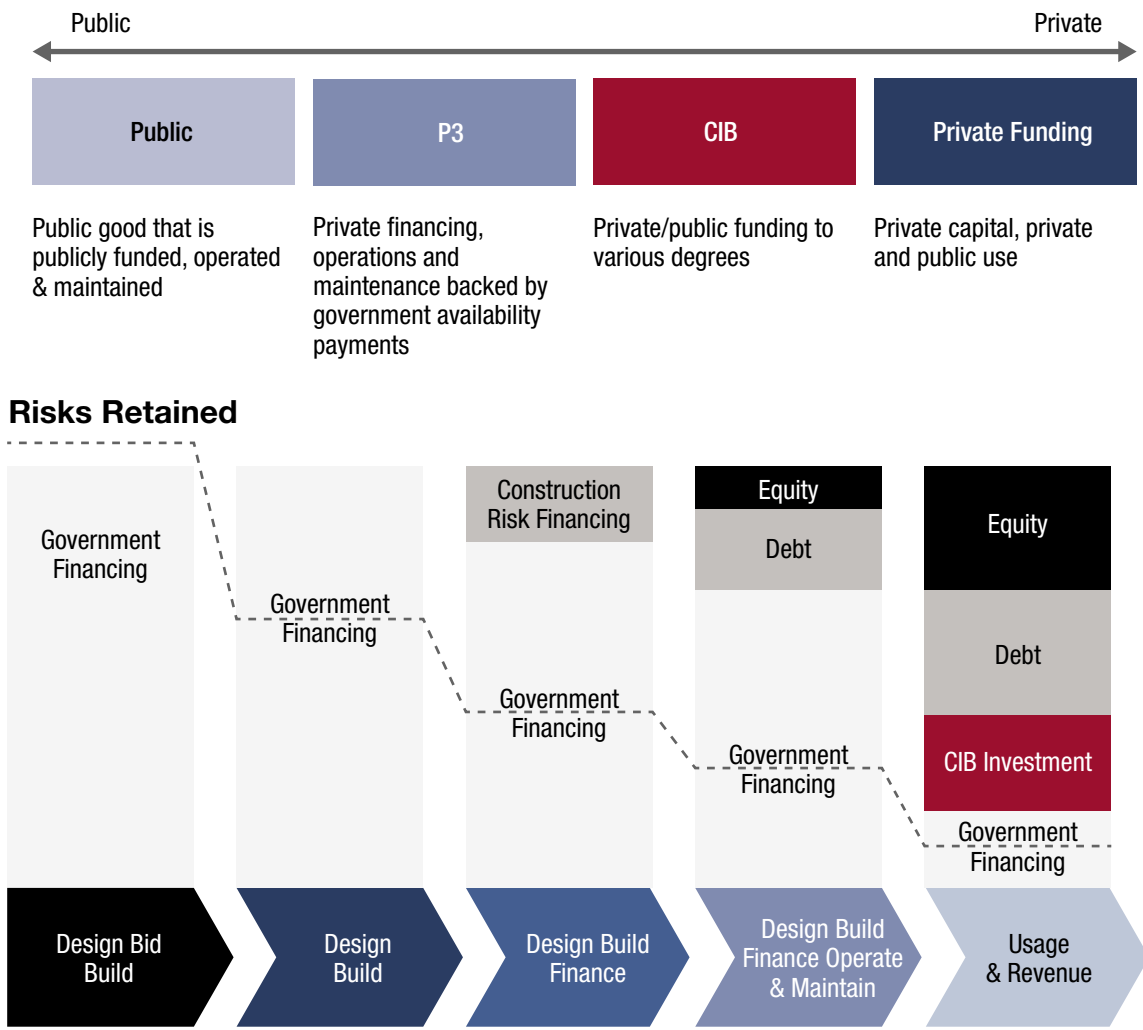 Public
Private
Public
P3
CIB
Private Funding
Public good that is
publicly funded, operated
& maintained
Private financing,
operations and
maintenance backed by
government availability
payments
Private/public funding to
various degrees
Private capital, private
and public use
Risks Retained
Government
Financing
Government
Financing
Construction
Risk Financing
Government
Financing
Equity
Debt
Government
Financing
Equity
Debt
CIB Investment
Government
Financing
Design Bid
Build
Design
Build
Design Build
Finance
Design Build
Finance Operate
& Maintain
Usage
& Revenue